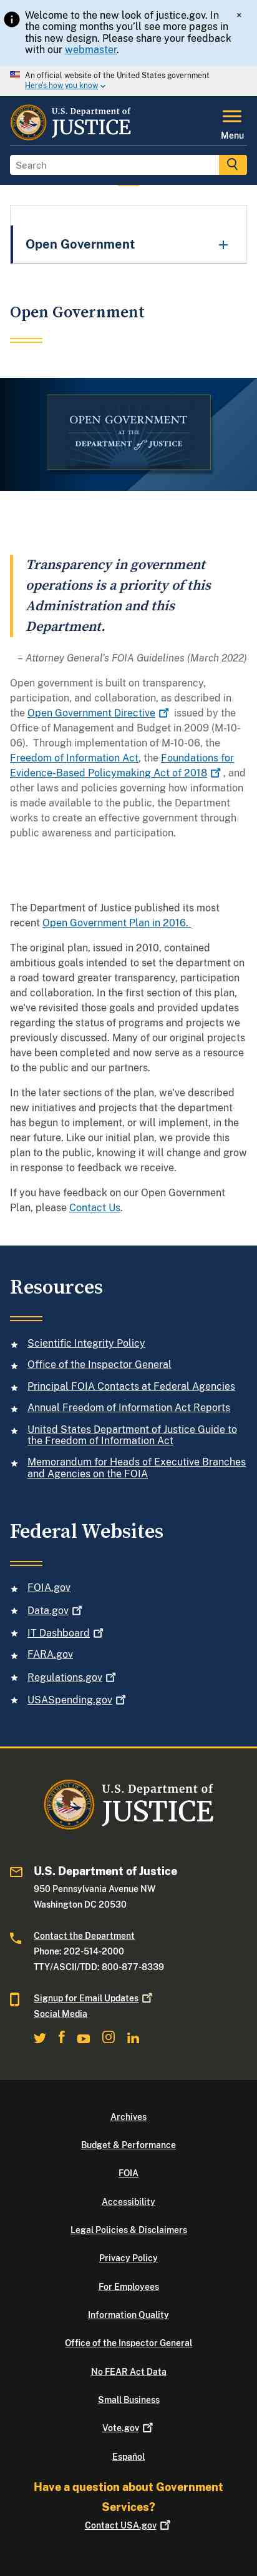 Welcome to the new look of justice.gov. In
the coming months you'll see more pages in
this new design. Please share your feedback
with our webmaster.
×
An official website of the United States government
Here's how you know
U.S. Department of
JUSTICE
Menu
Search
Open Government
Open Government
OPEN GOVERNMENT
AT THE
DEPARTMENT of JUSTICE
Transparency in government
operations is a priority of this
Administration and this
Department.
– Attorney General's FOIA Guidelines (March 2022)
Open government is ensured by transparency,
participation, and collaboration, as described in
the Open Government Directive issued by the
Office of Management and Budget in 2009 (M-10-
06). Through implementation of M-10-06, the
Freedom of Information Act, the Foundations for
Evidence-Based Policymaking Act of 2018 , and
other laws and policies governing how information
is made available to the public, the Department
works to create an effective and citizen-centered
government. This page is designed to enhance
public awareness and participation.
The Department of Justice published its most
recent Open Government Plan in 2016.
The original plan, issued in 2010, contained
ambitious goals intended to set the department on
a road toward greater transparency, participation
and collaboration. In the first section of this plan,
we've revisited those goals and provided updates
regarding the status of programs and projects we
previously discussed. Many of our original projects
have been completed and now serve as a resource
to the public and our partners.
In the later sections of the plan, we've described
new initiatives and projects that the department
has begun to implement, or will implement, in the
near future. Like our initial plan, we provide this
plan to the public, knowing it will change and grow
in response to feedback we receive.
If you have feedback on our Open Government
Plan, please Contact Us.
Resources
Scientific Integrity Policy
Office of the Inspector General
Principal FOIA Contacts at Federal Agencies
Annual Freedom of Information Act Reports
United States Department of Justice Guide to
the Freedom of Information Act
Memorandum for Heads of Executive Branches
and Agencies on the FOIA
Federal Websites
FOIA.gov
Data.gov
IT Dashboard
FARA.gov
Regulations.gov
USASpending.gov
U.S. Department of
JUSTICE
U.S. Department of Justice
950 Pennsylvania Avenue NW
Washington DC 20530
Contact the Department
Phone: 202-514-2000
TTY/ASCII/TDD: 800-877-8339
Signup for Email Updates
Social Media
Archives
Budget & Performance
FOIA
Accessibility
Legal Policies & Disclaimers
Privacy Policy
For Employees
Information Quality
Office of the Inspector General
No FEAR Act Data
Small Business
Vote.gov
Español
Have a question about Government
Services?
Contact USA.gov